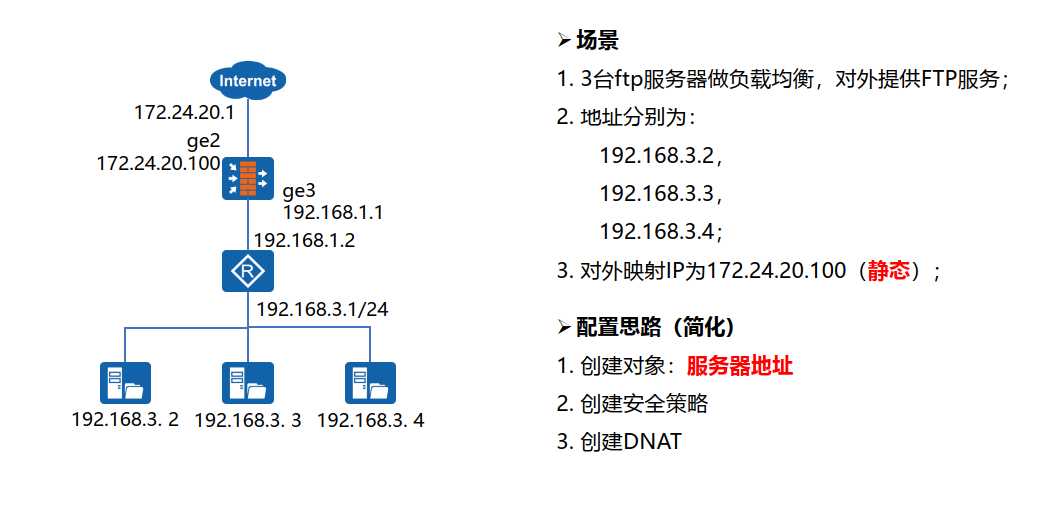 Internet
172.24.20.1
ge2
172.24.20.100
ge3
192.168.1.1
192.168.1.2
R
192.168.3.1/24
192.168.3. 2
192.168.3. 3
192.168.3. 4
➢ 场景
1. 3台ftp服务器做负载均衡，对外提供FTP服务；
2. 地址分别为：
192.168.3.2，
192.168.3.3，
192.168.3.4；
3. 对外映射IP为172.24.20.100（静态）；
➢ 配置思路（简化）
1. 创建对象：服务器地址
2. 创建安全策略
3. 创建DNAT